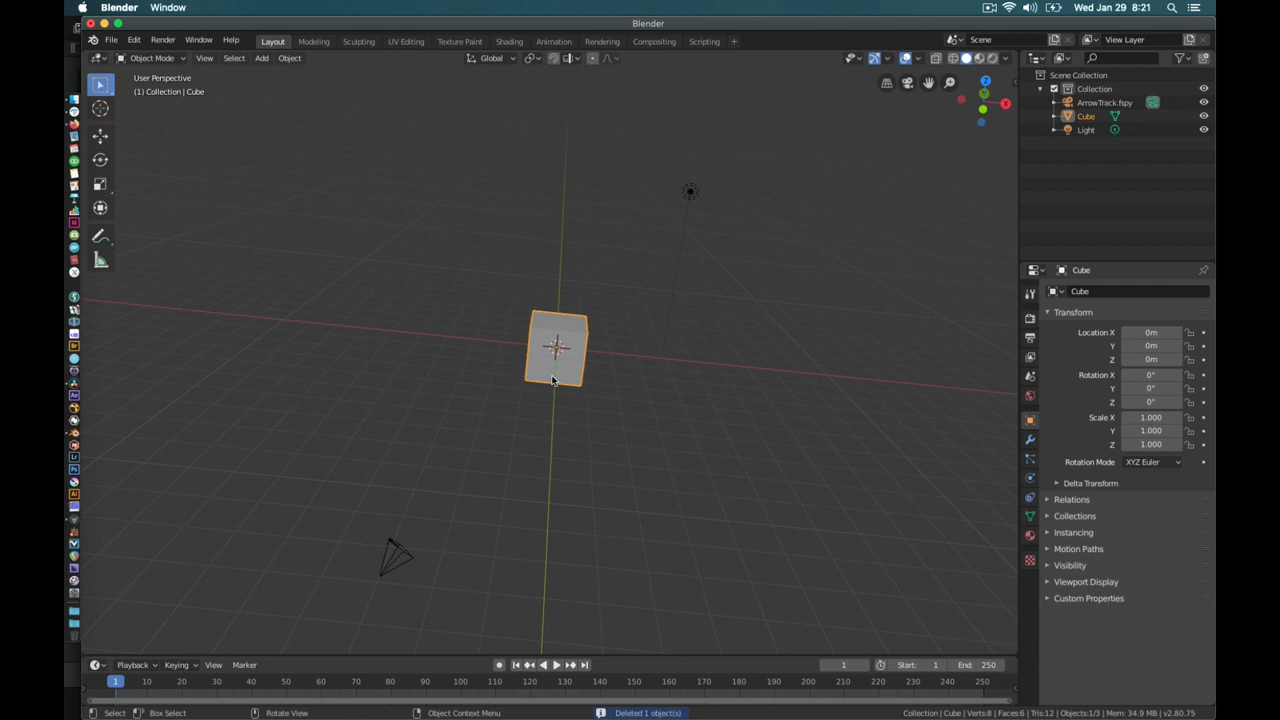 Blender Window Wed Jan 29 8:21
Blender
File Edit Render Window Help Layout Modeling Sculpting UV Editing Texture Paint Shading Animation Rendering Compositing Scripting + Scene View Layer
Object Mode View Select Add Object Global
User Perspective
(1) Collection | Cube
X
Z
Y
Scene Collection
Collection
ArrowTrack.fspy
Cube
Light
Cube
Cube
Transform
Location X 0m
Y 0m
Z 0m
Rotation X 0°
Y 0°
Z 0°
Scale X 1.000
Y 1.000
Z 1.000
Rotation Mode XYZ Euler
Delta Transform
Relations
Collections
Instancing
Motion Paths
Visibility
Viewport Display
Custom Properties
Playback Keying View Marker 1 Start: 1 End: 250
1 10 20 30 40 50 60 70 80 90 100 110 120 130 140 150 160 170 180 190 200 210 220 230 240 250
Select Box Select Rotate View Object Context Menu Deleted 1 object(s) Collection | Cube | Verts:8 | Faces:6 | Tris:12 | Objects:1/3 | Mem: 34.9 MB | v2.80.75